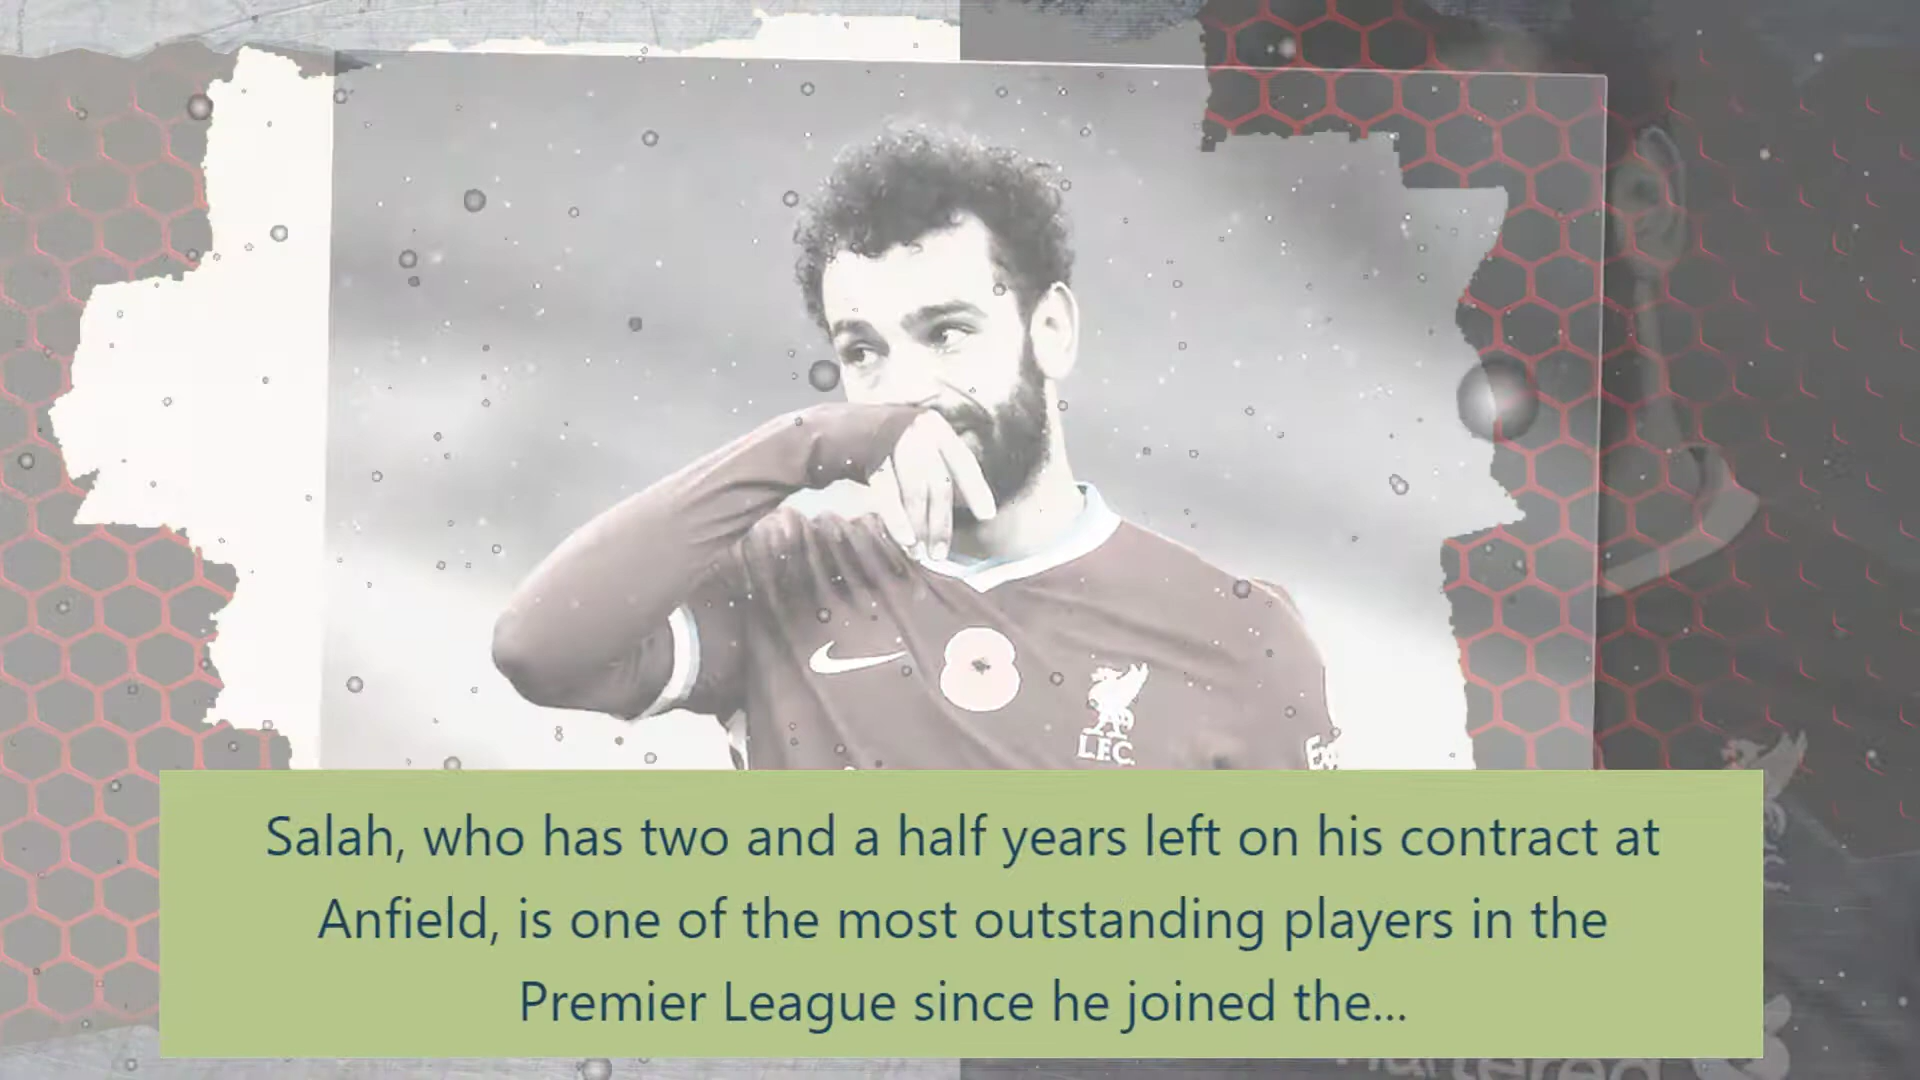 L.F.C.
Salah, who has two and a half years left on his contract at
Anfield, is one of the most outstanding players in the
Premier League since he joined the...